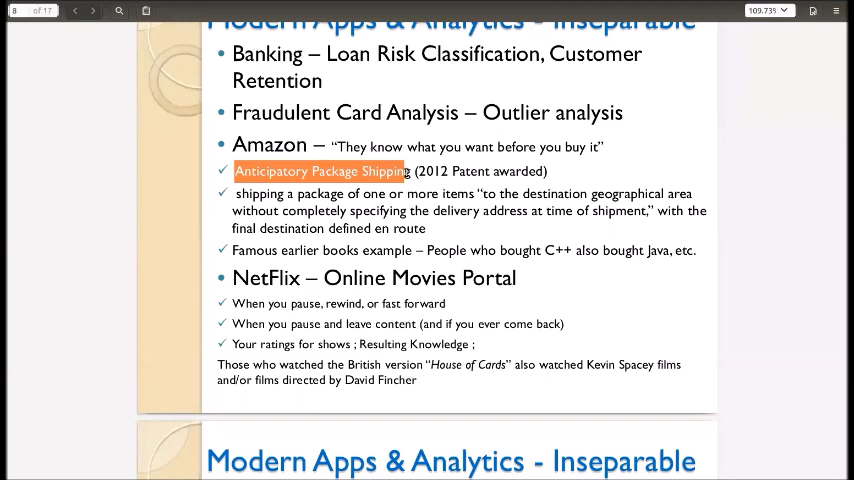 8 of 17
109.73%
Modern Apps & Analytics - Inseparable
• Banking – Loan Risk Classification, Customer
Retention
• Fraudulent Card Analysis – Outlier analysis
• Amazon – “They know what you want before you buy it”
✓ Anticipatory Package Shipping (2012 Patent awarded)
✓ shipping a package of one or more items “to the destination geographical area
without completely specifying the delivery address at time of shipment,” with the
final destination defined en route
✓ Famous earlier books example – People who bought C++ also bought Java, etc.
• NetFlix – Online Movies Portal
✓ When you pause, rewind, or fast forward
✓ When you pause and leave content (and if you ever come back)
✓ Your ratings for shows ; Resulting Knowledge ;
Those who watched the British version “House of Cards” also watched Kevin Spacey films
and/or films directed by David Fincher
Modern Apps & Analytics - Inseparable